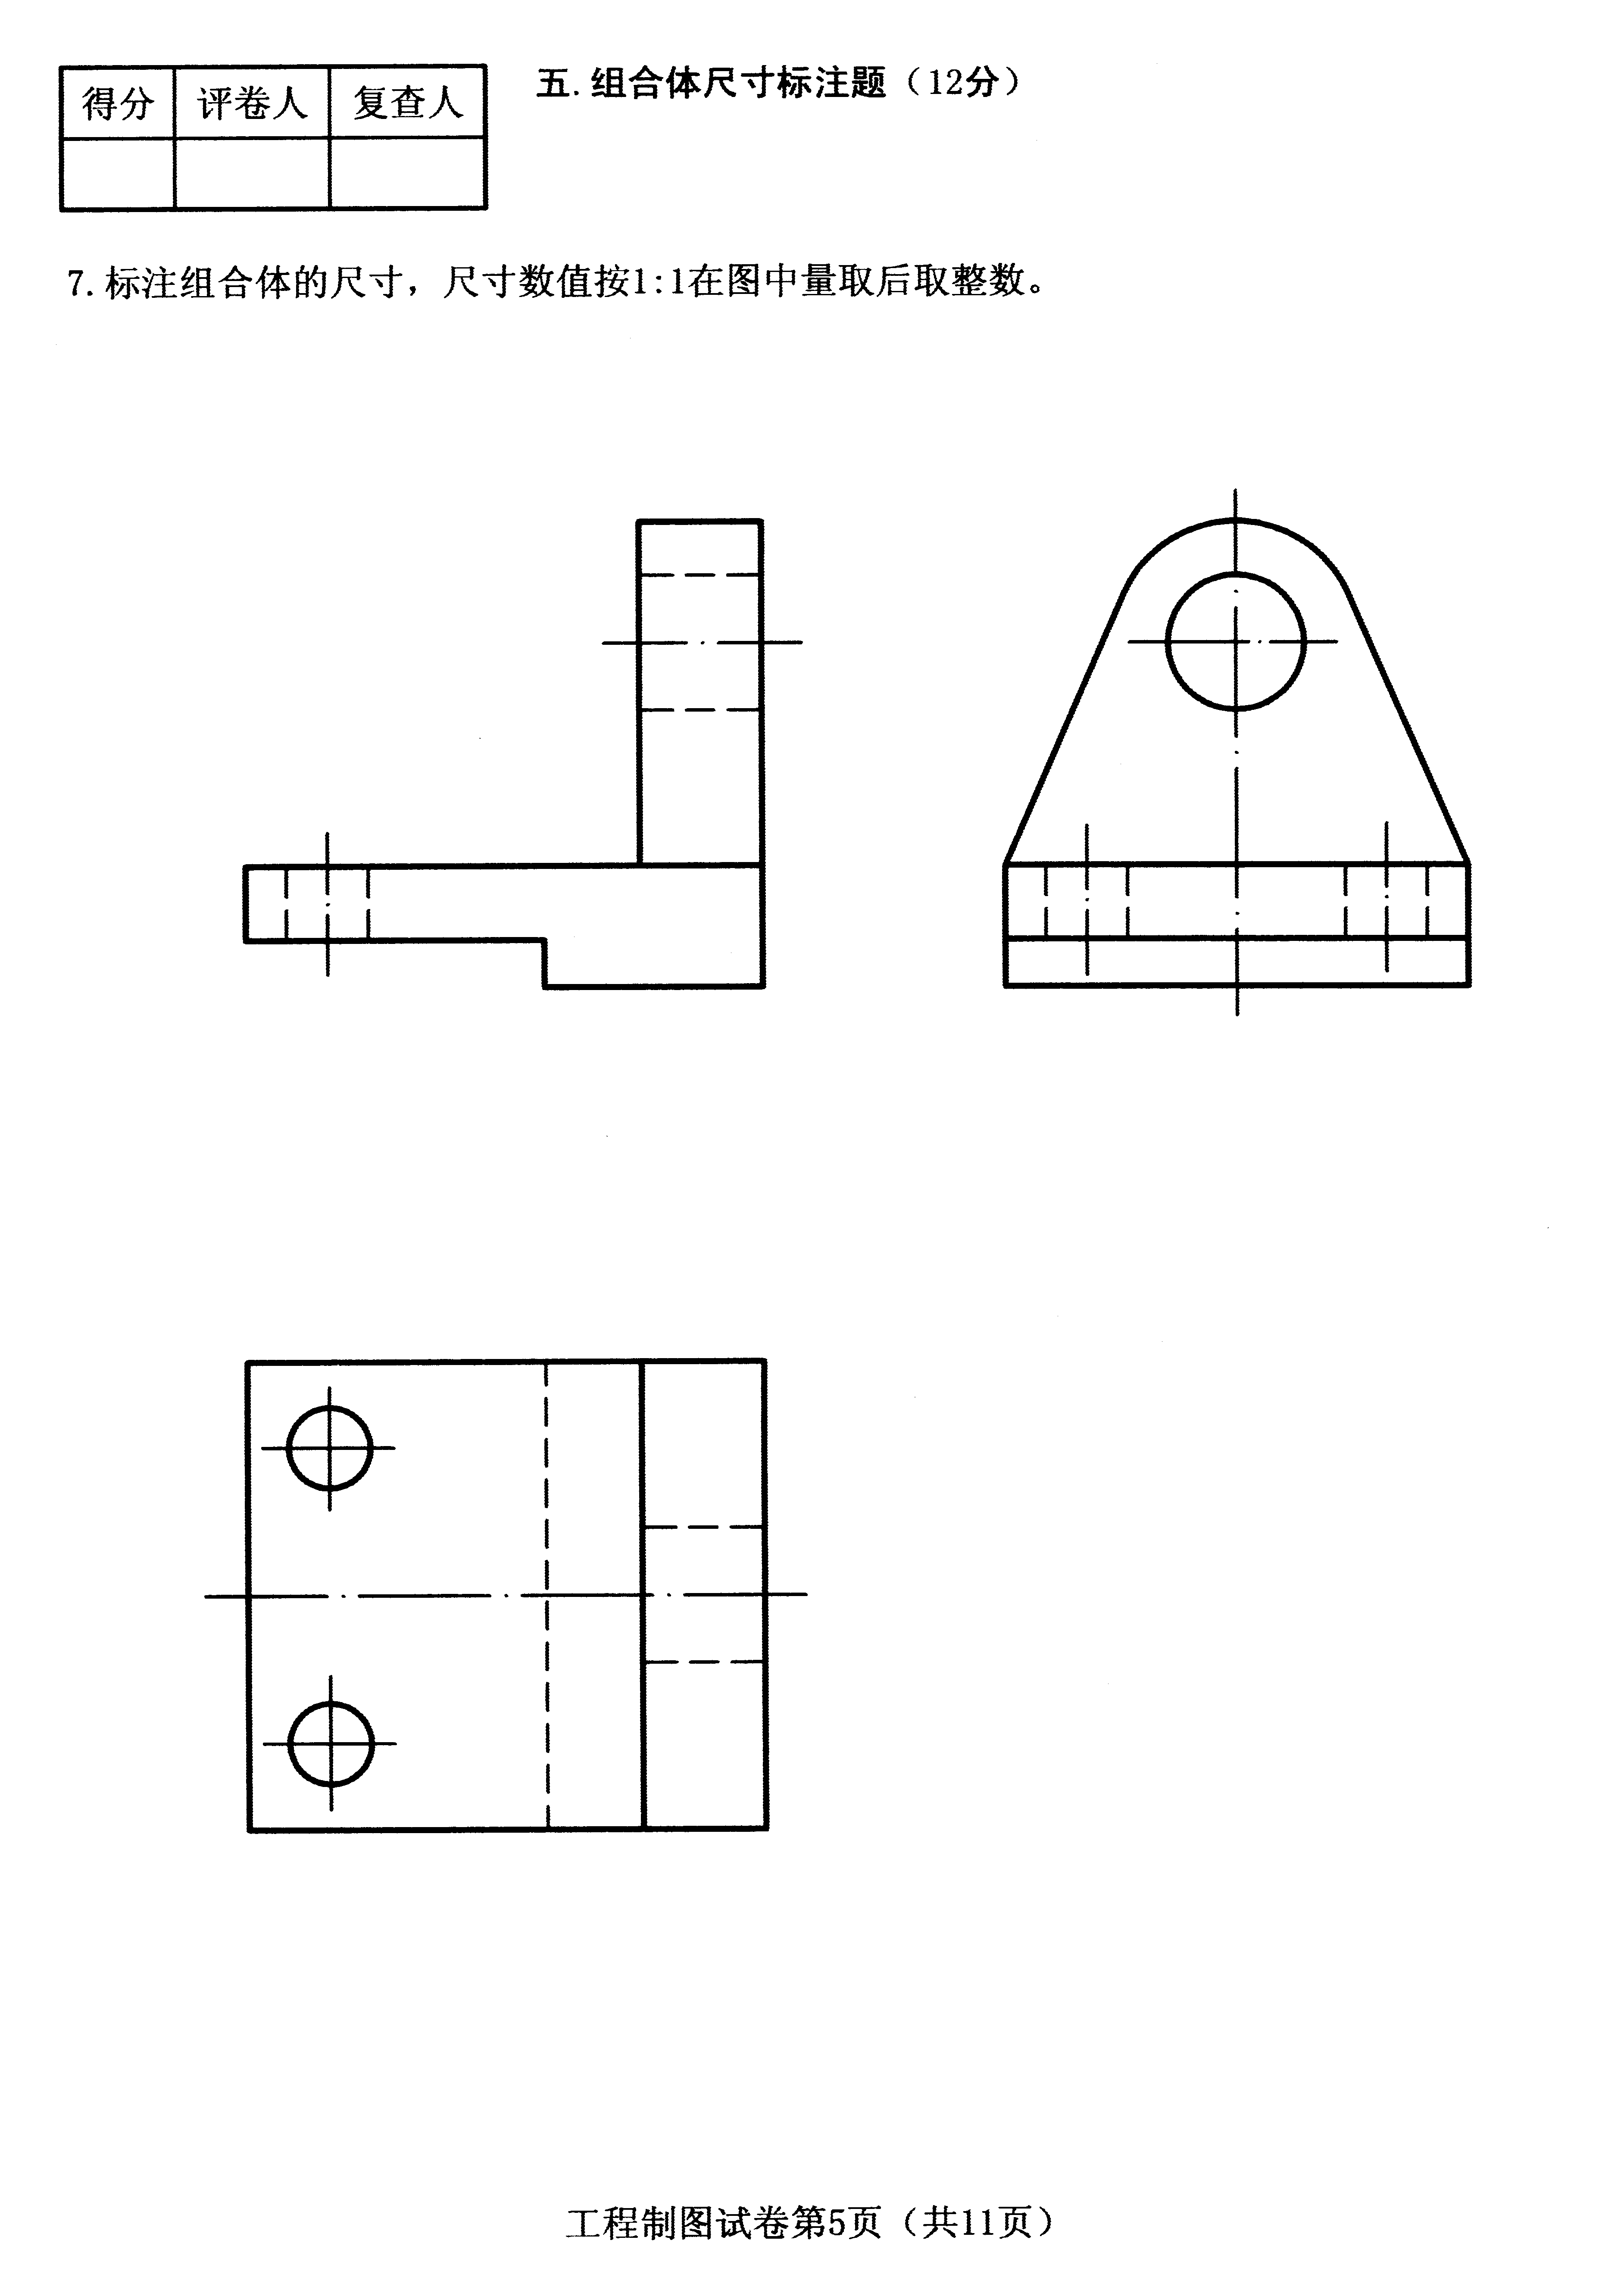 五.组合体尺寸标注题（12分）
得分 评卷人 复查人
7.标注组合体的尺寸，尺寸数值按1:1在图中量取后取整数。
工程制图试卷第5页（共11页）